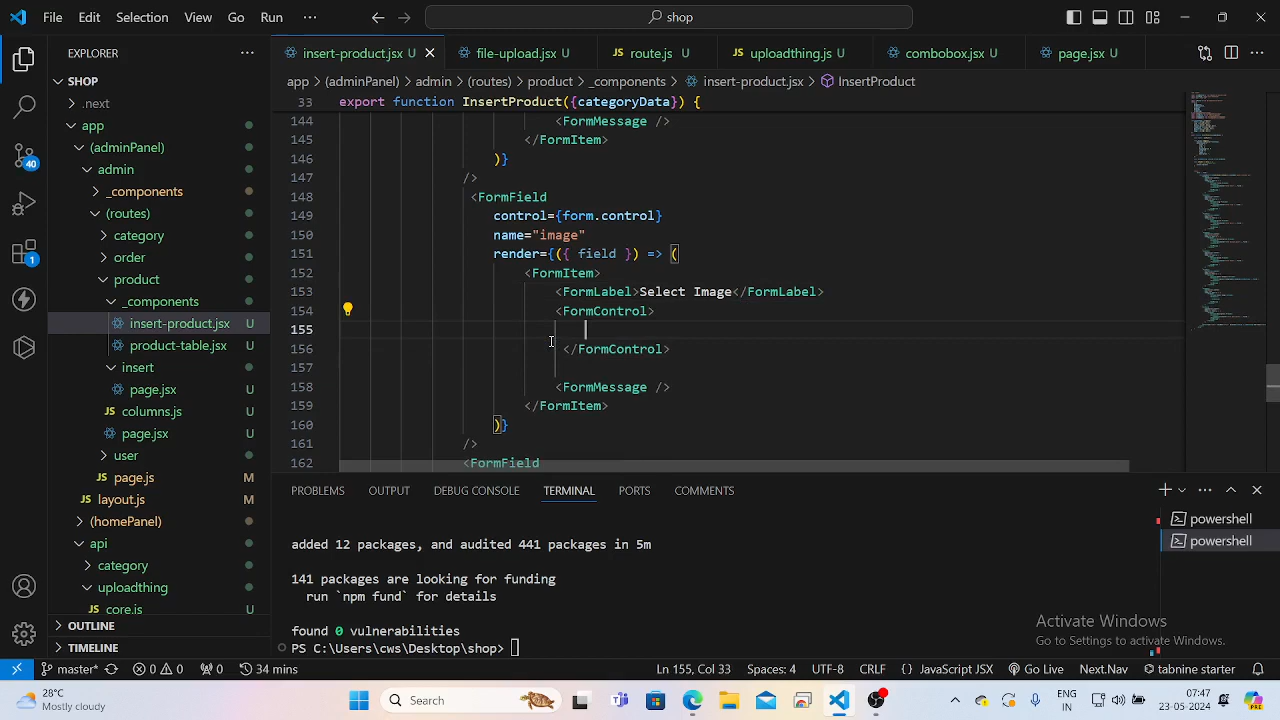 File Edit Selection View Go Run ··· shop
EXPLORER ···
insert-product.jsx U
file-upload.jsx U
route.js U
uploadthing.js U
combobox.jsx U
page.jsx U
app > (adminPanel) > admin > (routes) > product > _components > insert-product.jsx > InsertProduct
SHOP
.next
app
(adminPanel)
admin
_components
(routes)
category
order
product
_components
insert-product.jsx U
product-table.jsx U
insert
page.jsx U
columns.js U
page.jsx U
user
page.js M
layout.js M
(homePanel)
api
category
uploadthing
core.js U
OUTLINE
TIMELINE
40
1
33 export function InsertProduct({categoryData}) {
144 <FormMessage />
145 </FormItem>
146 )}
147 />
148 <FormField
149 control={form.control}
150 name="image"
151 render={({ field }) => (
152 <FormItem>
153 <FormLabel>Select Image</FormLabel>
154 <FormControl>
155
156 </FormControl>
157
158 <FormMessage />
159 </FormItem>
160 )}
161 />
162 <FormField
PROBLEMS OUTPUT DEBUG CONSOLE TERMINAL PORTS COMMENTS
powershell
powershell
added 12 packages, and audited 441 packages in 5m
141 packages are looking for funding
run `npm fund` for details
found 0 vulnerabilities
PS C:\Users\cws\Desktop\shop>
Activate Windows
Go to Settings to activate Windows.
master* 0 0 0 34 mins Ln 155, Col 33 Spaces: 4 UTF-8 CRLF {} JavaScript JSX Go Live Next.Nav tabnine starter
28°C
Mostly cloudy
Search
ENG
IN
07:47
23-05-2024